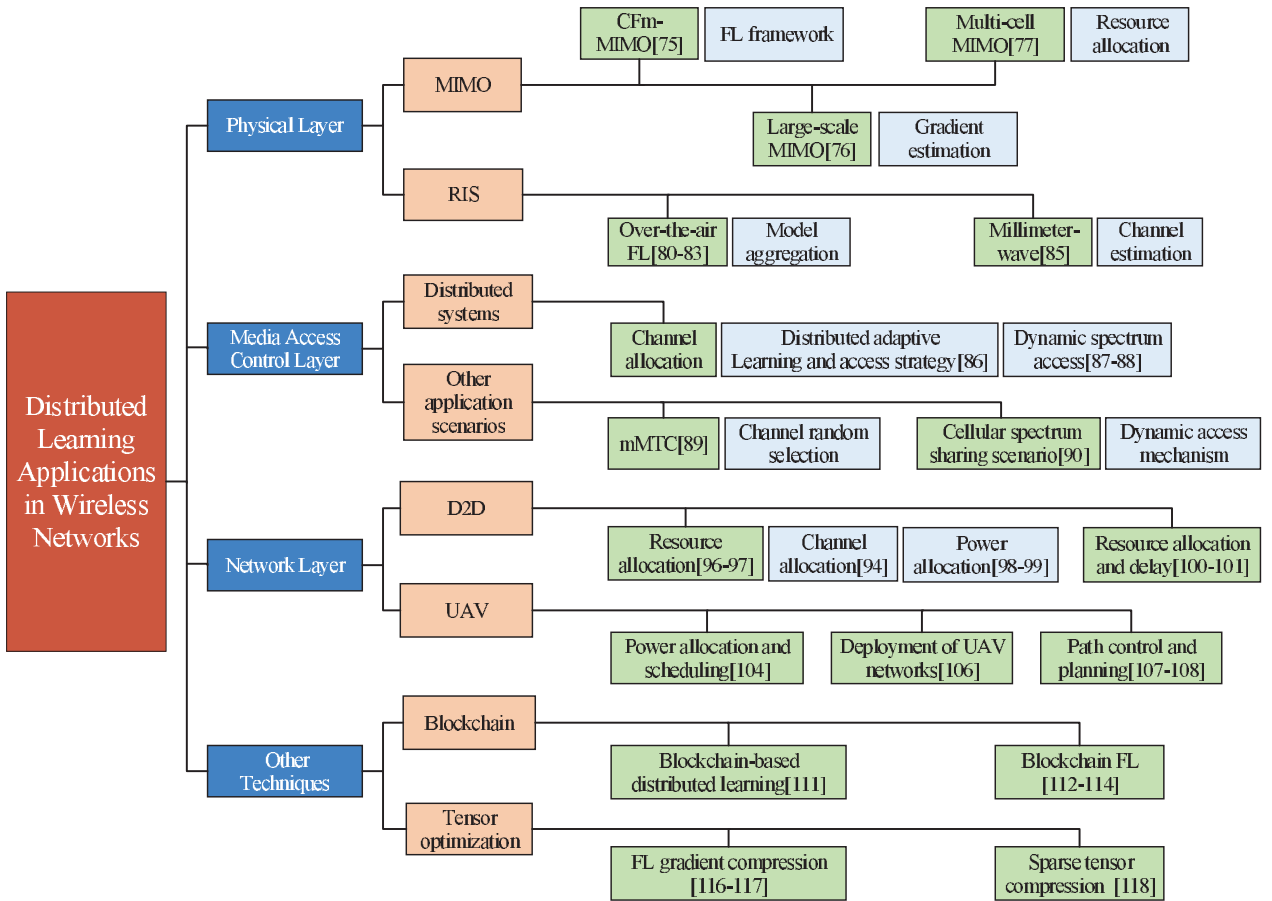 CFm-
MIMO[75]
FL framework
Multi-cell
MIMO[77]
Resource
allocation
MIMO
Physical Layer
Large-scale
MIMO[76]
Gradient
estimation
RIS
Over-the-air
FL[80-83]
Model
aggregation
Millimeter-
wave[85]
Channel
estimation
Distributed
systems
Media Access
Control Layer
Channel
allocation
Distributed adaptive
Learning and access strategy[86]
Dynamic spectrum
access[87-88]
Other
application
scenarios
mMTC[89]
Channel random
selection
Cellular spectrum
sharing scenario[90]
Dynamic access
mechanism
Distributed
Learning
Applications
in Wireless
Networks
D2D
Network Layer
Resource
allocation[96-97]
Channel
allocation[94]
Power
allocation[98-99]
Resource allocation
and delay[100-101]
UAV
Power allocation and
scheduling[104]
Deployment of UAV
networks[106]
Path control and
planning[107-108]
Blockchain
Other
Techniques
Blockchain-based
distributed learning[111]
Blockchain FL
[112-114]
Tensor
optimization
FL gradient compression
[116-117]
Sparse tensor
compression [118]